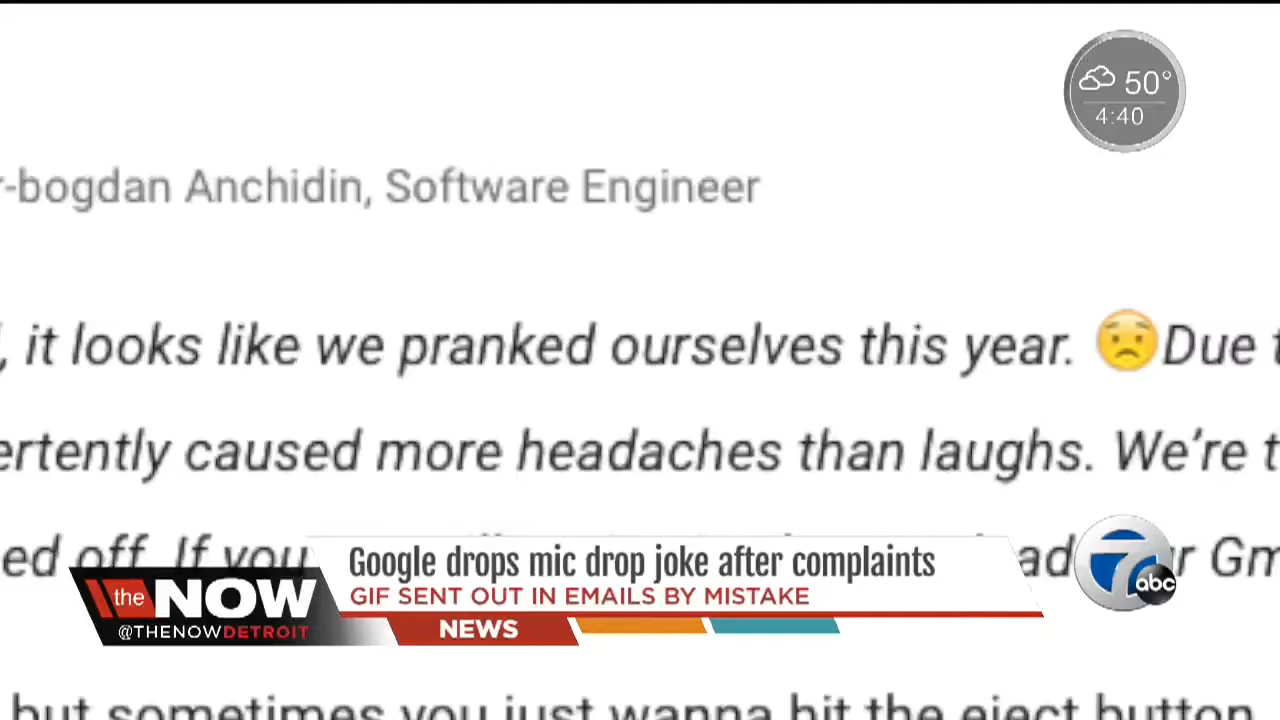 50°
4:40
r-bogdan Anchidin, Software Engineer
, it looks like we pranked ourselves this year. 😟Due t
ertently caused more headaches than laughs. We're t
ed off. If you
r Gm
Google drops mic drop joke after complaints
GIF SENT OUT IN EMAILS BY MISTAKE
the NOW
@THENOWDETROIT
NEWS
7 abc
but sometimes you just wanna hit the eject button